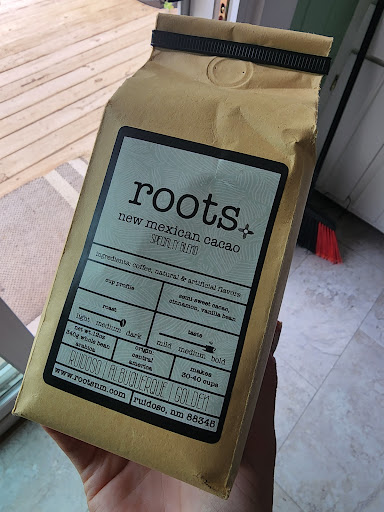 roots
new mexican cacao
SPECIALTY BLEND
ingredients: coffee, natural & artificial flavors
cup profile
semi sweet cacao,
cinnamon, vanilla bean
roast
light medium dark
taste
mild medium bold
net wt.12oz
340g whole bean
arabica
origin
central
america
makes
30-40 cups
RUIDOSO | ALBUQUERQUE | GOLDEN
www.rootsnm.com
ruidoso, nm 88345